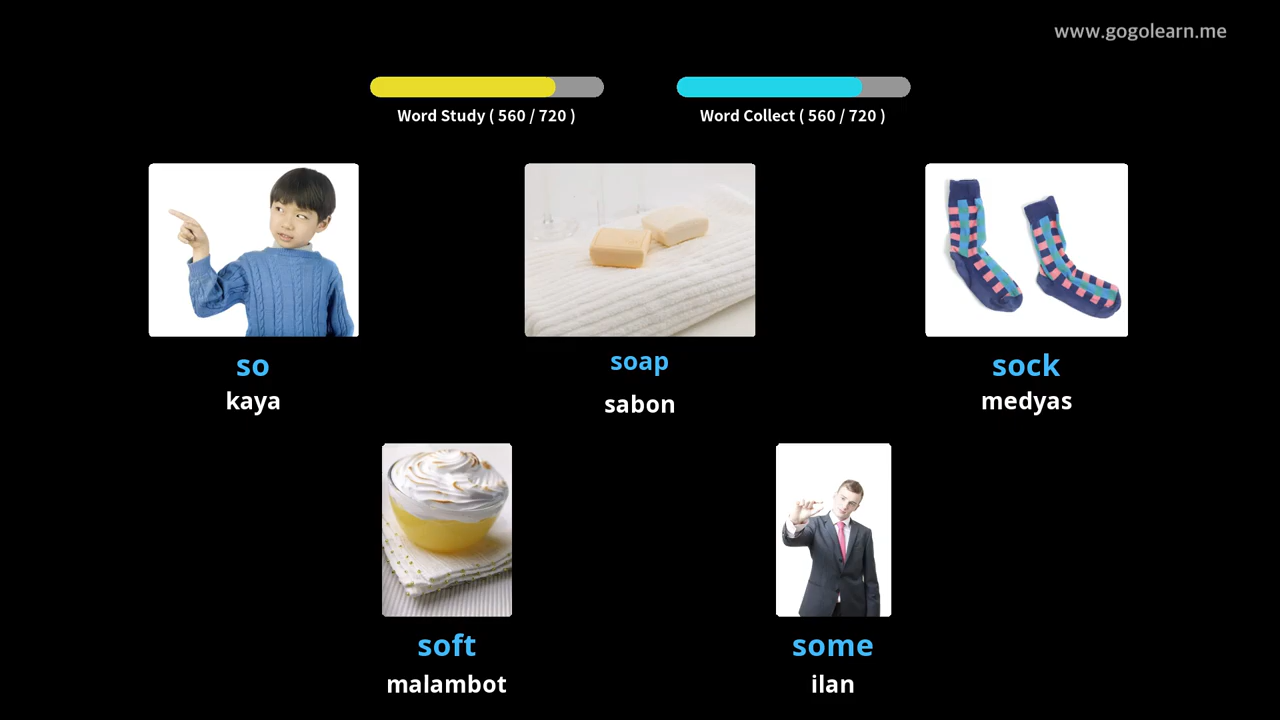 www.gogolearn.me
Word Study ( 560 / 720 )
Word Collect ( 560 / 720 )
so
kaya
soap
sabon
sock
medyas
soft
malambot
some
ilan